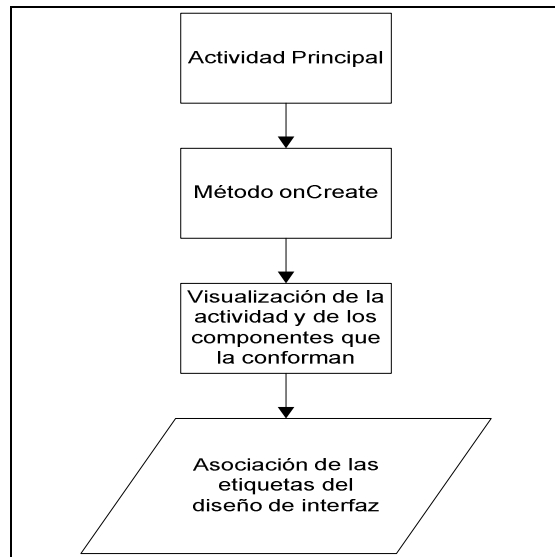 Actividad Principal
Método onCreate
Visualización de la
actividad y de los
componentes que
la conforman
Asociación de las
etiquetas del
diseño de interfaz